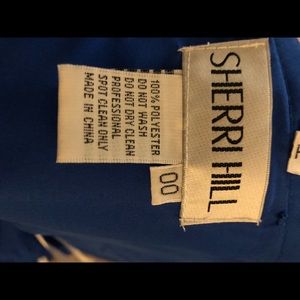 SHERRI HILL
00
100% POLYESTER
DO NOT WASH
DO NOT DRY CLEAN
PROFESSIONAL
SPOT CLEAN ONLY
MADE IN CHINA